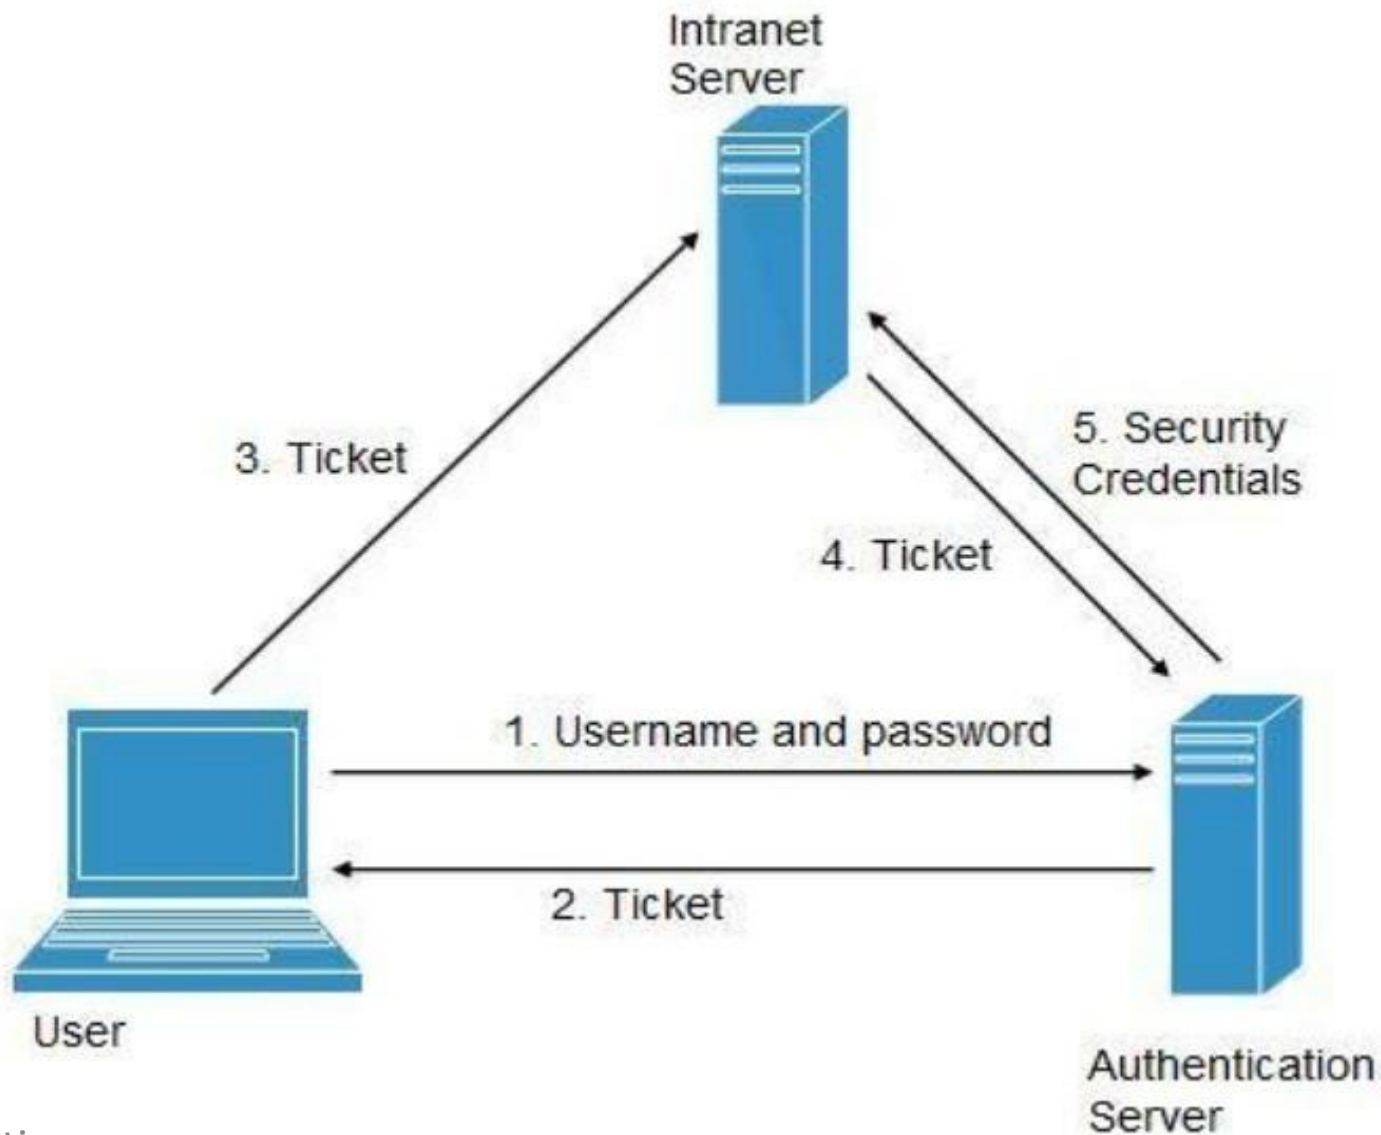 Intranet
Server
3. Ticket
5. Security
Credentials
4. Ticket
1. Username and password
2. Ticket
User
Authentication
Server